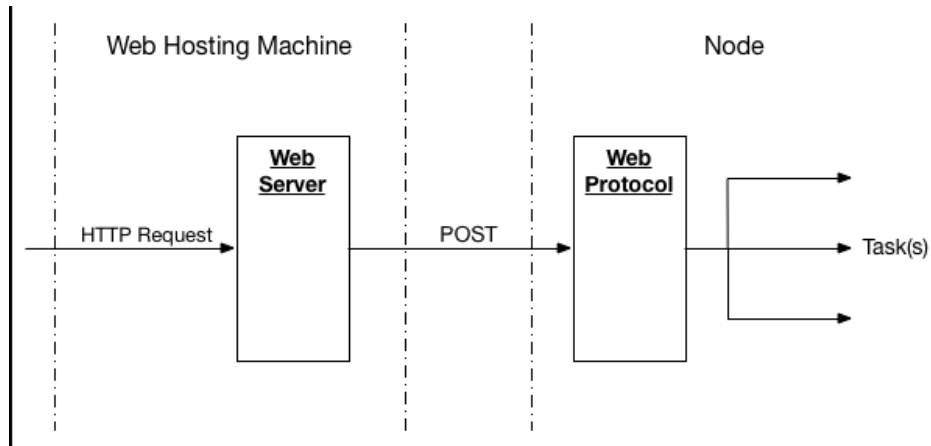 Web Hosting Machine
Node
Web
Server
Web
Protocol
HTTP Request
POST
Task(s)